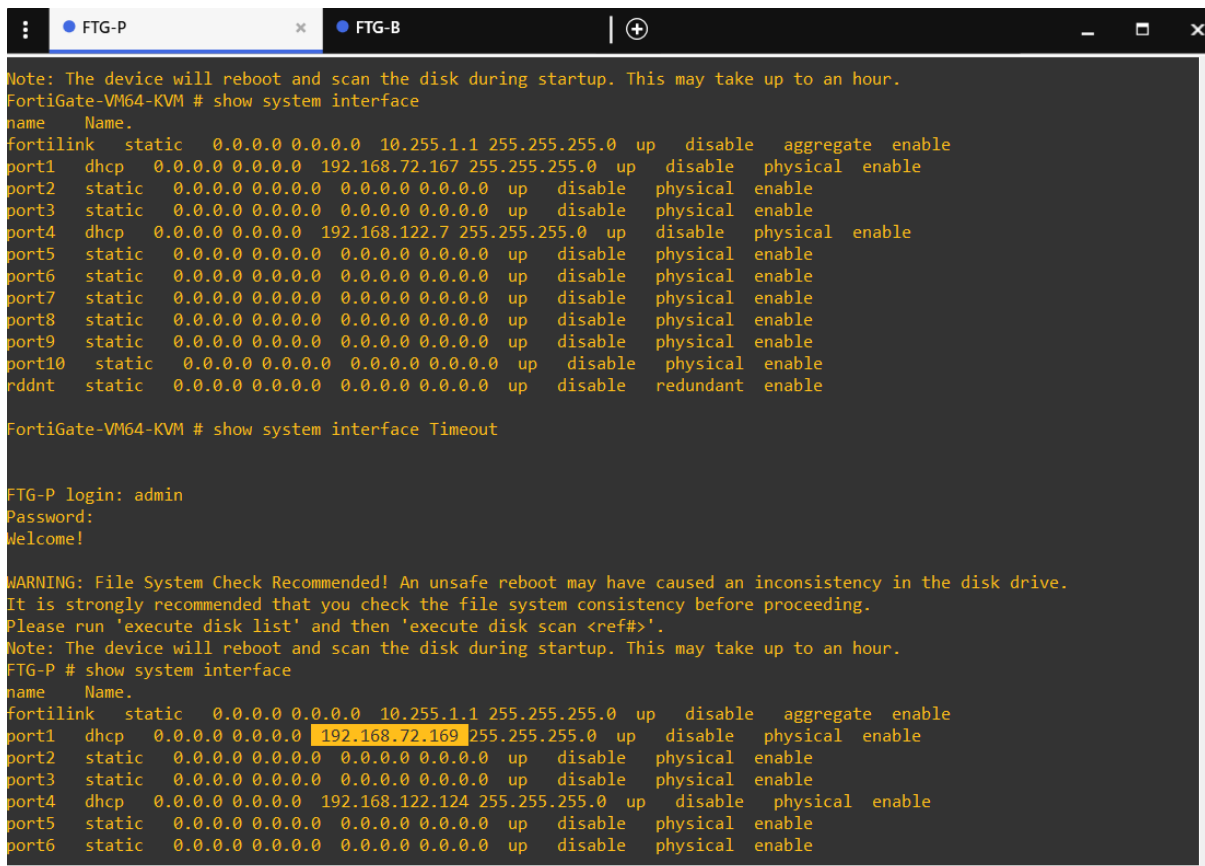 FTG-P
FTG-B
Note: The device will reboot and scan the disk during startup. This may take up to an hour.
FortiGate-VM64-KVM # show system interface
name Name.
fortilink static 0.0.0.0 0.0.0.0 10.255.1.1 255.255.255.0 up disable aggregate enable
port1 dhcp 0.0.0.0 0.0.0.0 192.168.72.167 255.255.255.0 up disable physical enable
port2 static 0.0.0.0 0.0.0.0 0.0.0.0 0.0.0.0 up disable physical enable
port3 static 0.0.0.0 0.0.0.0 0.0.0.0 0.0.0.0 up disable physical enable
port4 dhcp 0.0.0.0 0.0.0.0 192.168.122.7 255.255.255.0 up disable physical enable
port5 static 0.0.0.0 0.0.0.0 0.0.0.0 0.0.0.0 up disable physical enable
port6 static 0.0.0.0 0.0.0.0 0.0.0.0 0.0.0.0 up disable physical enable
port7 static 0.0.0.0 0.0.0.0 0.0.0.0 0.0.0.0 up disable physical enable
port8 static 0.0.0.0 0.0.0.0 0.0.0.0 0.0.0.0 up disable physical enable
port9 static 0.0.0.0 0.0.0.0 0.0.0.0 0.0.0.0 up disable physical enable
port10 static 0.0.0.0 0.0.0.0 0.0.0.0 0.0.0.0 up disable physical enable
rddnt static 0.0.0.0 0.0.0.0 0.0.0.0 0.0.0.0 up disable redundant enable
FortiGate-VM64-KVM # show system interface Timeout
FTG-P login: admin
Password:
Welcome!
WARNING: File System Check Recommended! An unsafe reboot may have caused an inconsistency in the disk drive.
It is strongly recommended that you check the file system consistency before proceeding.
Please run 'execute disk list' and then 'execute disk scan <ref#>'.
Note: The device will reboot and scan the disk during startup. This may take up to an hour.
FTG-P # show system interface
name Name.
fortilink static 0.0.0.0 0.0.0.0 10.255.1.1 255.255.255.0 up disable aggregate enable
port1 dhcp 0.0.0.0 0.0.0.0 192.168.72.169 255.255.255.0 up disable physical enable
port2 static 0.0.0.0 0.0.0.0 0.0.0.0 0.0.0.0 up disable physical enable
port3 static 0.0.0.0 0.0.0.0 0.0.0.0 0.0.0.0 up disable physical enable
port4 dhcp 0.0.0.0 0.0.0.0 192.168.122.124 255.255.255.0 up disable physical enable
port5 static 0.0.0.0 0.0.0.0 0.0.0.0 0.0.0.0 up disable physical enable
port6 static 0.0.0.0 0.0.0.0 0.0.0.0 0.0.0.0 up disable physical enable